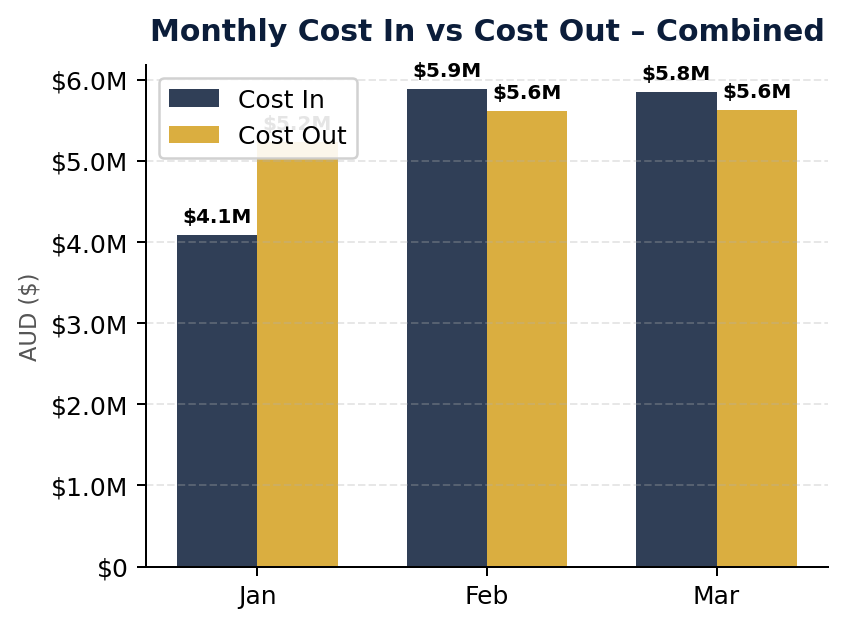 Monthly Cost In vs Cost Out – Combined
$6.0M
$5.0M
$4.0M
$3.0M
$2.0M
$1.0M
$0
AUD ($)
Cost In
Cost Out
$4.1M
$5.2M
$5.9M
$5.6M
$5.8M
$5.6M
Jan
Feb
Mar